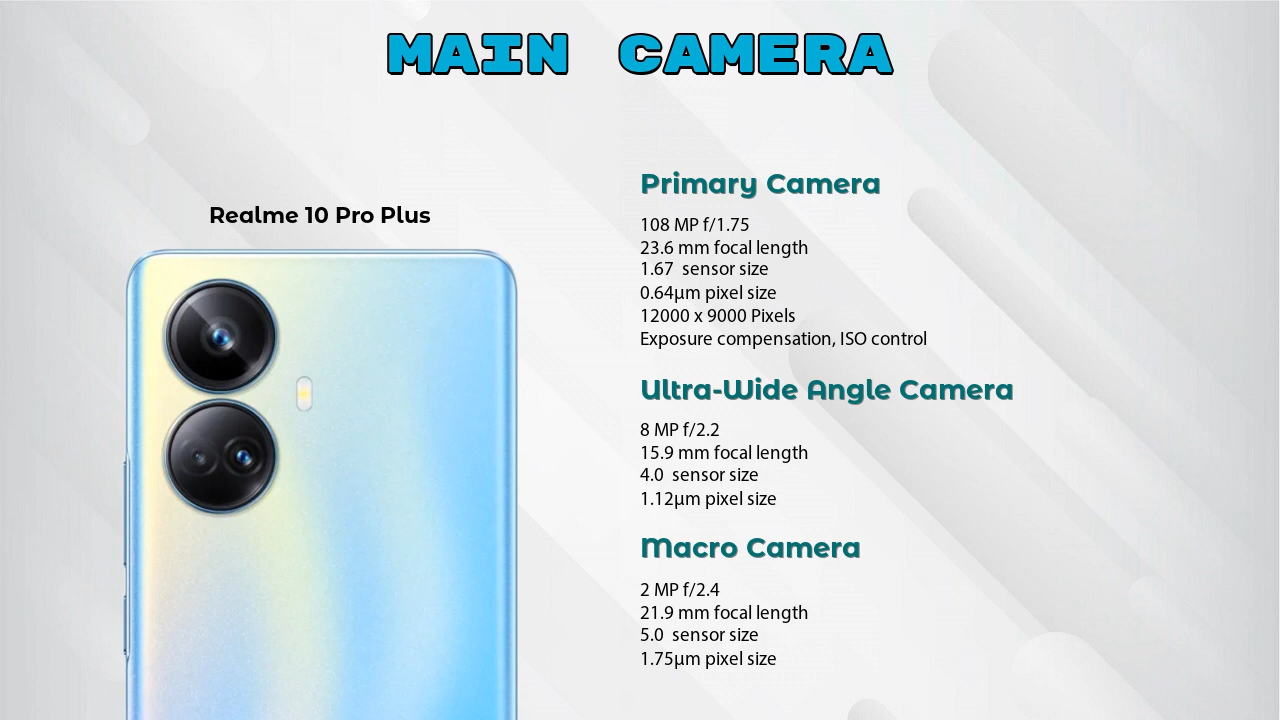 MAIN CAMERA
Realme 10 Pro Plus
Primary Camera
108 MP f/1.75
23.6 mm focal length
1.67  sensor size
0.64µm pixel size
12000 x 9000 Pixels
Exposure compensation, ISO control
Ultra-Wide Angle Camera
8 MP f/2.2
15.9 mm focal length
4.0  sensor size
1.12µm pixel size
Macro Camera
2 MP f/2.4
21.9 mm focal length
5.0  sensor size
1.75µm pixel size